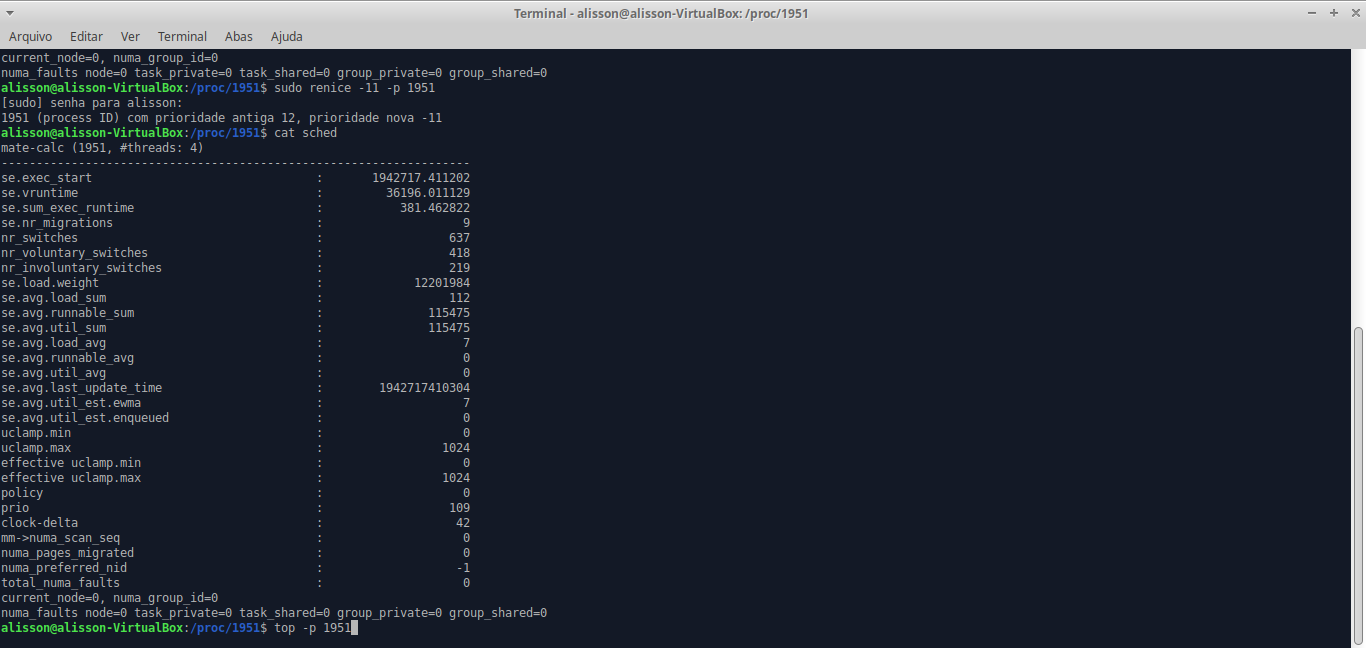 Terminal - alisson@alisson-VirtualBox: /proc/1951
Arquivo Editar Ver Terminal Abas Ajuda
current_node=0, numa_group_id=0
numa_faults node=0 task_private=0 task_shared=0 group_private=0 group_shared=0
alisson@alisson-VirtualBox:/proc/1951$ sudo renice -11 -p 1951
[sudo] senha para alisson:
1951 (process ID) com prioridade antiga 12, prioridade nova -11
alisson@alisson-VirtualBox:/proc/1951$ cat sched
mate-calc (1951, #threads: 4)
-------------------------------------------------------------------
se.exec_start : 1942717.411202
se.vruntime : 36196.011129
se.sum_exec_runtime : 381.462822
se.nr_migrations : 9
nr_switches : 637
nr_voluntary_switches : 418
nr_involuntary_switches : 219
se.load.weight : 12201984
se.avg.load_sum : 112
se.avg.runnable_sum : 115475
se.avg.util_sum : 115475
se.avg.load_avg : 7
se.avg.runnable_avg : 0
se.avg.util_avg : 0
se.avg.last_update_time : 1942717410304
se.avg.util_est.ewma : 7
se.avg.util_est.enqueued : 0
uclamp.min : 0
uclamp.max : 1024
effective uclamp.min : 0
effective uclamp.max : 1024
policy : 0
prio : 109
clock-delta : 42
mm->numa_scan_seq : 0
numa_pages_migrated : 0
numa_preferred_nid : -1
total_numa_faults : 0
current_node=0, numa_group_id=0
numa_faults node=0 task_private=0 task_shared=0 group_private=0 group_shared=0
alisson@alisson-VirtualBox:/proc/1951$ top -p 1951